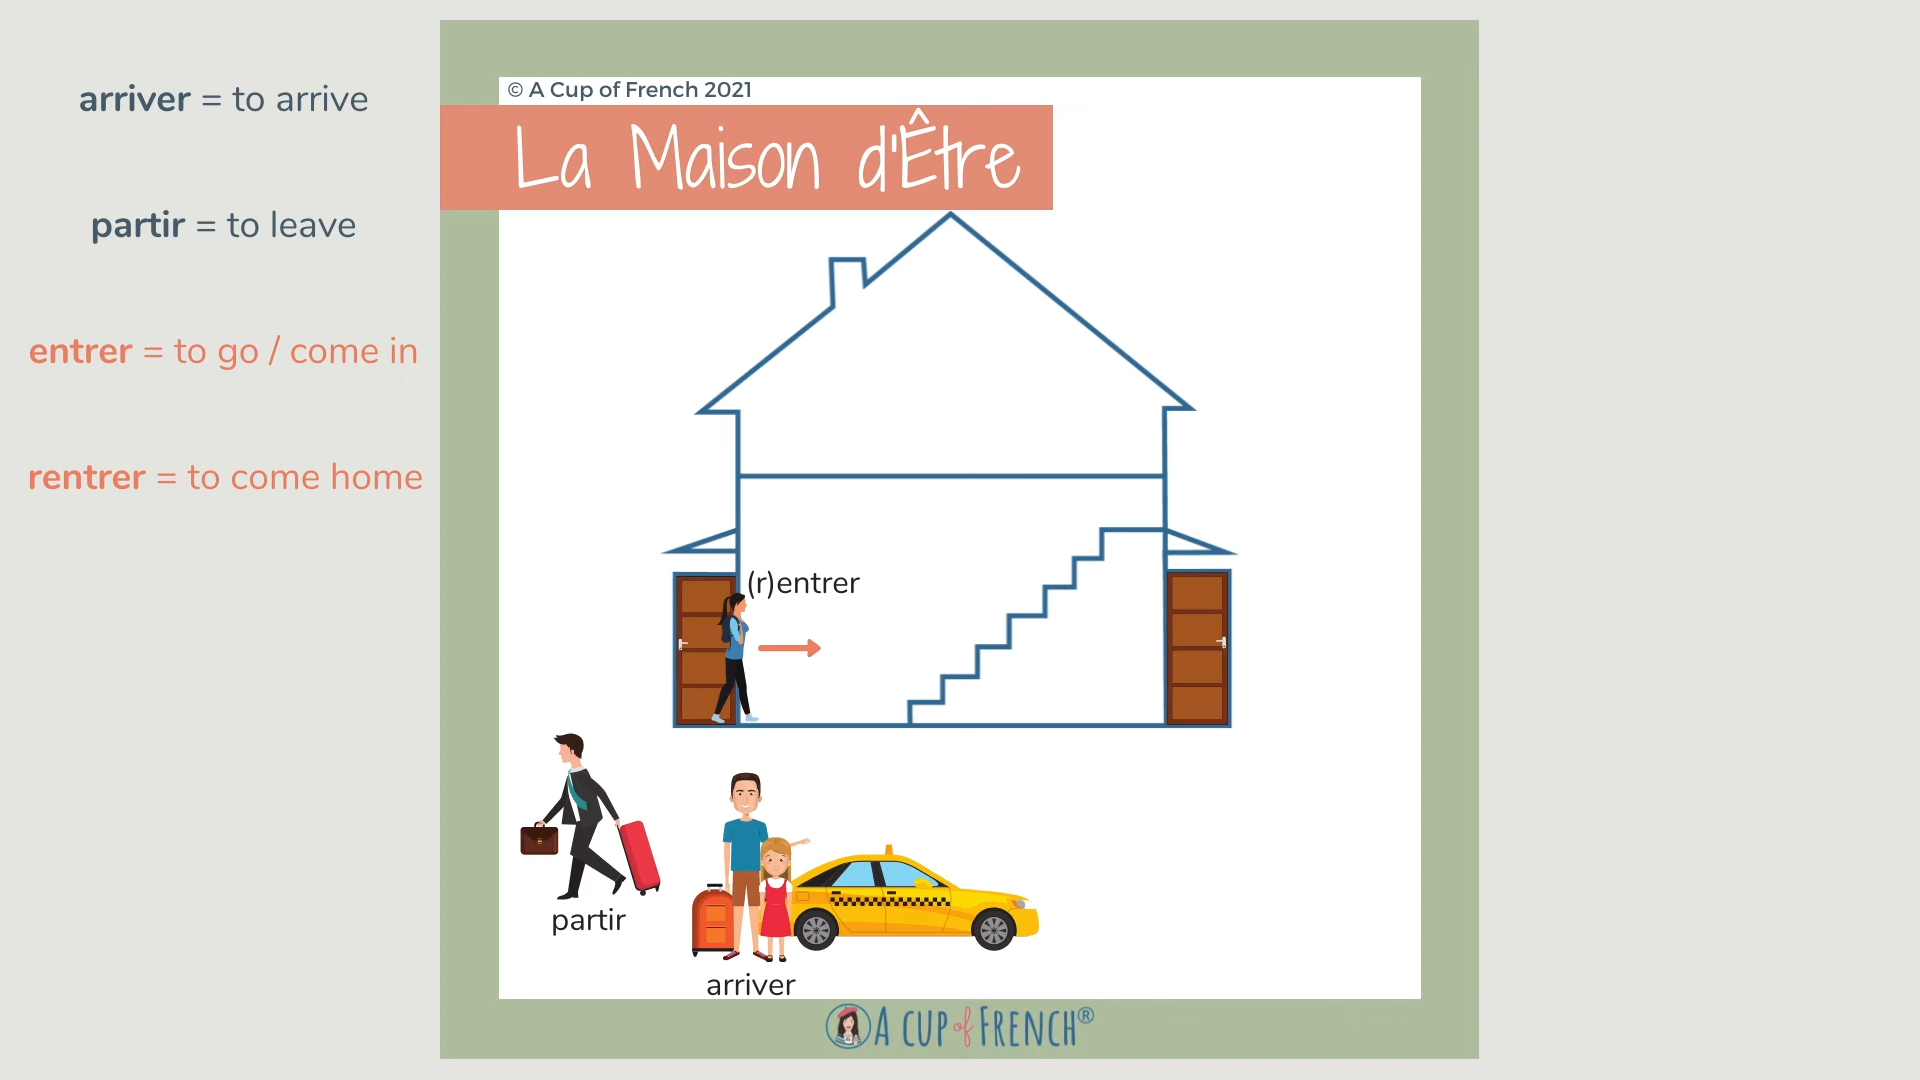 arriver = to arrive
partir = to leave
entrer = to go / come in
rentrer = to come home
© A Cup of French 2021
La Maison d'Être
(r)entrer
partir
arriver
A CUP of FRENCH®